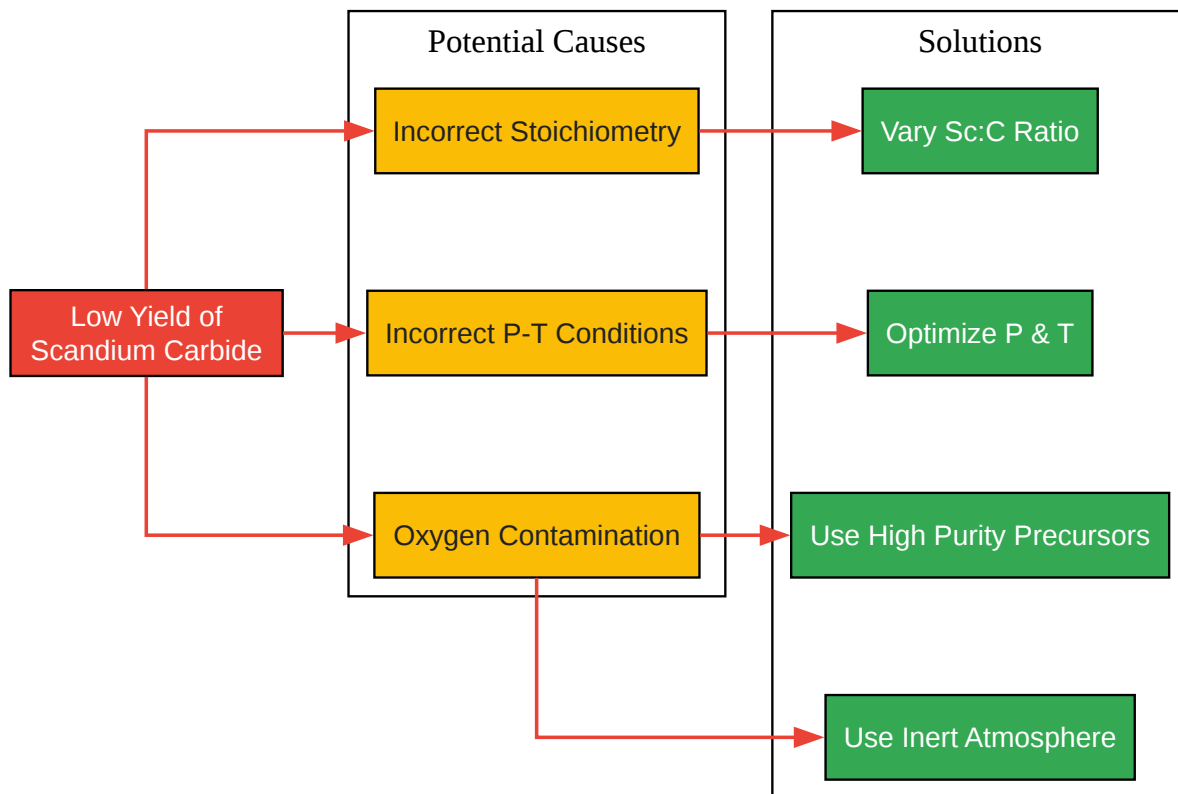 Potential Causes
Solutions
Incorrect Stoichiometry
Vary Sc:C Ratio
Low Yield of
Scandium Carbide
Incorrect P-T Conditions
Optimize P & T
Oxygen Contamination
Use High Purity Precursors
Use Inert Atmosphere